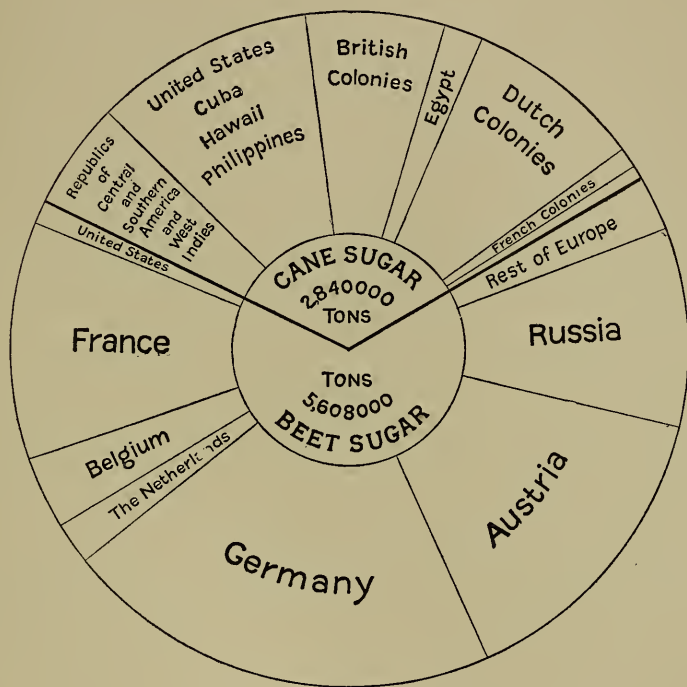 United States
Cuba
Hawaii
Philippines
British
Colonies
Egypt
Dutch
Colonies
French Colonies
Republics
of
Central
and
Southern
America
and
West
Indies
CANE SUGAR
2,840000
TONS
TONS
5,608000
BEET SUGAR
United States
France
Belgium
The Netherlands
Germany
Austria
Russia
Rest of Europe